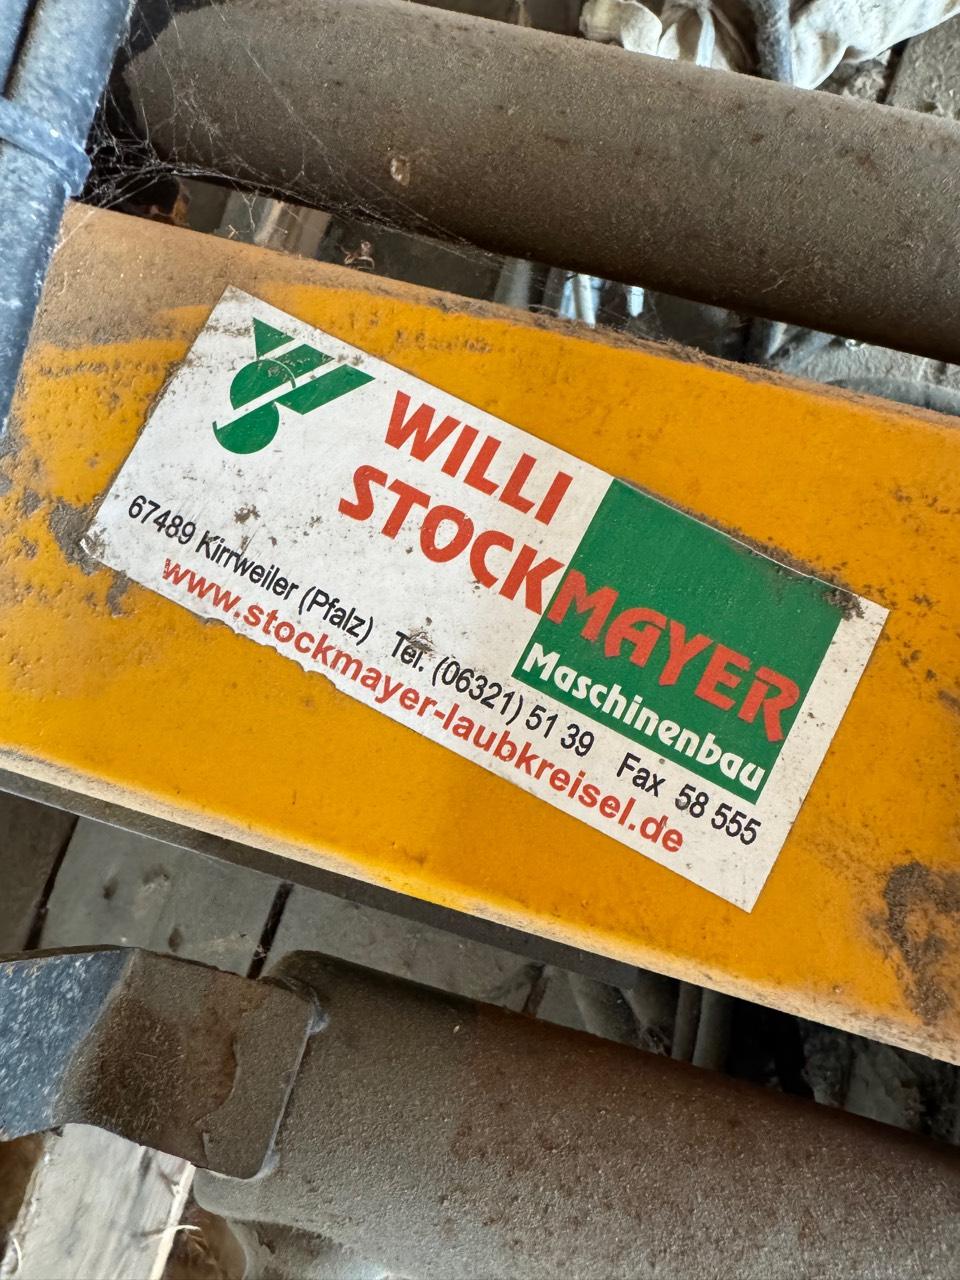 WILLI
STOCKMAYER
Maschinenbau
67489 Kirrweiler (Pfalz) Tel. (06321) 51 39 Fax 58 555
www.stockmayer-laubkreisel.de